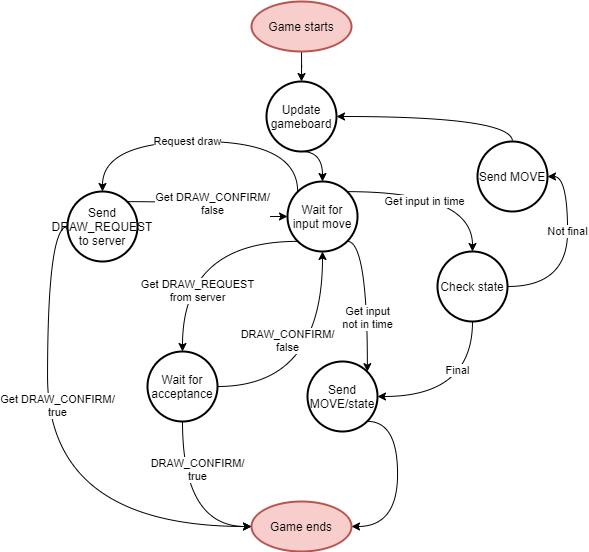 Game starts
Update
gameboard
Request draw
Send MOVE
Get DRAW_CONFIRM/
false
Get input in time
Send
DRAW_REQUEST
to server
Wait for
input move
Not final
Get DRAW_REQUEST
from server
Check state
Get input
not in time
DRAW_CONFIRM/
false
Final
Wait for
acceptance
Send
MOVE/state
Get DRAW_CONFIRM/
true
DRAW_CONFIRM/
true
Game ends